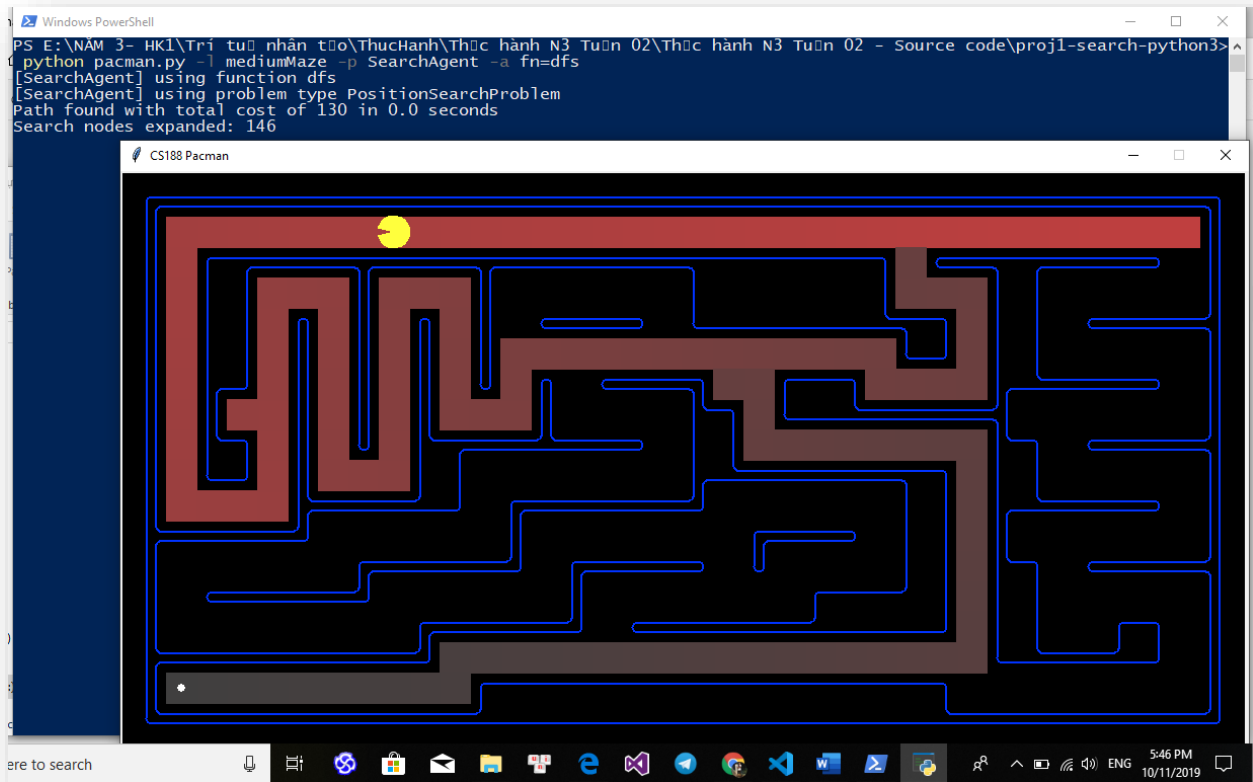 Windows PowerShell
PS E:\NĂM 3- HK1\Trí tu▯ nhân t▯o\ThucHanh\Th▯c hành N3 Tu▯n 02\Th▯c hành N3 Tu▯n 02 - Source code\proj1-search-python3>
python pacman.py -l mediumMaze -p SearchAgent -a fn=dfs
[SearchAgent] using function dfs
[SearchAgent] using problem type PositionSearchProblem
Path found with total cost of 130 in 0.0 seconds
Search nodes expanded: 146
CS188 Pacman
ere to search
ENG
5:46 PM
10/11/2019